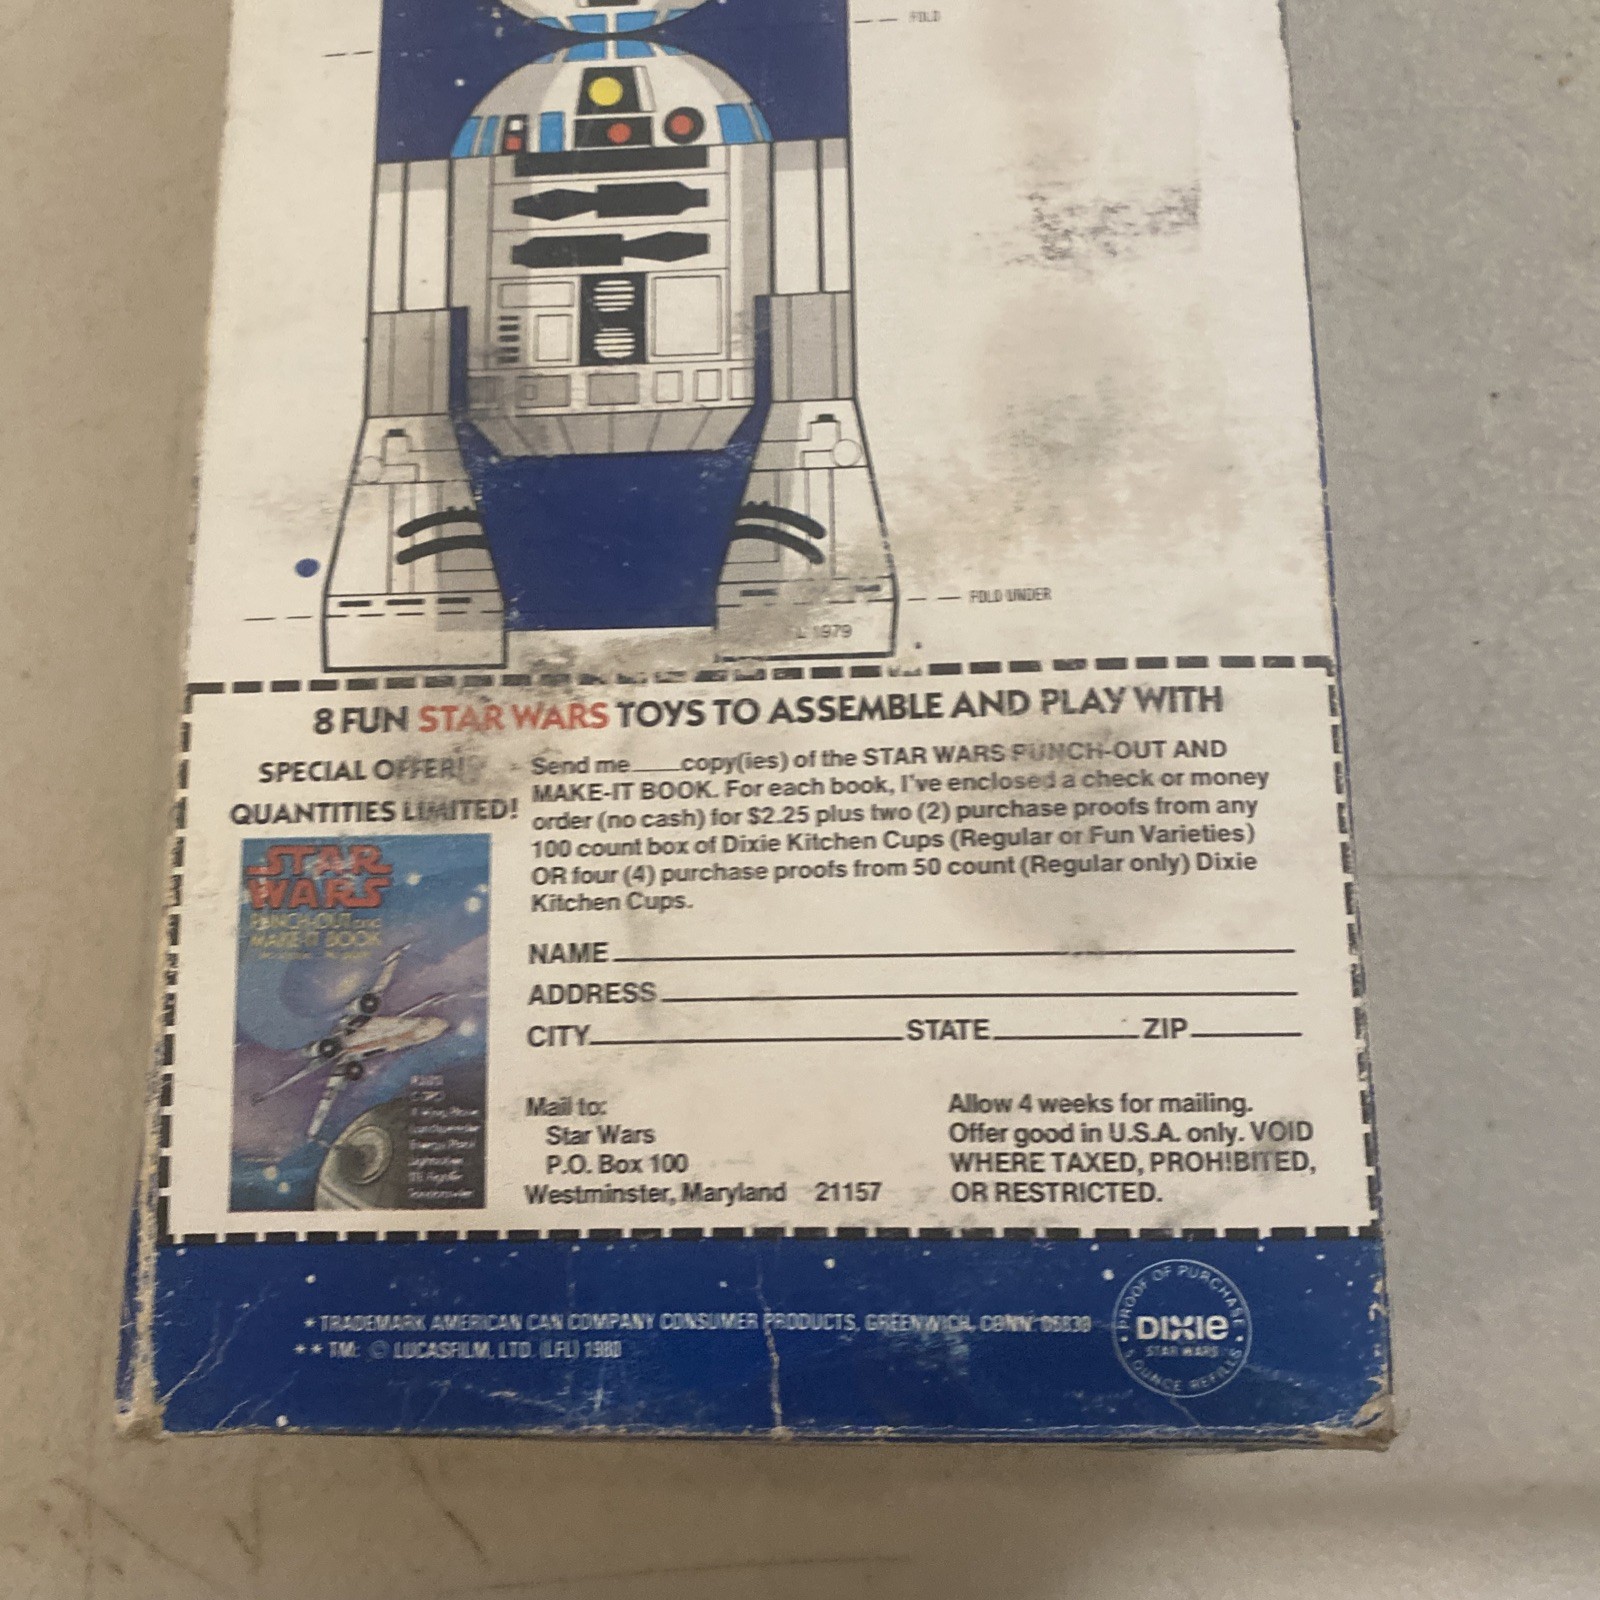 FOLD
FOLD UNDER
L 1979
8 FUN STAR WARS TOYS TO ASSEMBLE AND PLAY WITH
SPECIAL OFFER!
QUANTITIES LIMITED!
Send me____copy(ies) of the STAR WARS PUNCH-OUT AND
MAKE-IT BOOK. For each book, I've enclosed a check or money
order (no cash) for $2.25 plus two (2) purchase proofs from any
100 count box of Dixie Kitchen Cups (Regular or Fun Varieties)
OR four (4) purchase proofs from 50 count (Regular only) Dixie
Kitchen Cups.
STAR
WARS
PUNCH-OUT and
MAKE-IT BOOK
NAME
ADDRESS
CITY STATE ZIP
Mail to:
Star Wars
P.O. Box 100
Westminster, Maryland 21157
Allow 4 weeks for mailing.
Offer good in U.S.A. only. VOID
WHERE TAXED, PROHIBITED,
OR RESTRICTED.
* TRADEMARK AMERICAN CAN COMPANY CONSUMER PRODUCTS, GREENWICH, CONN. 06830
** TM: © LUCASFILM, LTD. (LFL) 1980
PROOF OF PURCHASE
DIXIE
STAR WARS
5 OUNCE REFILLS